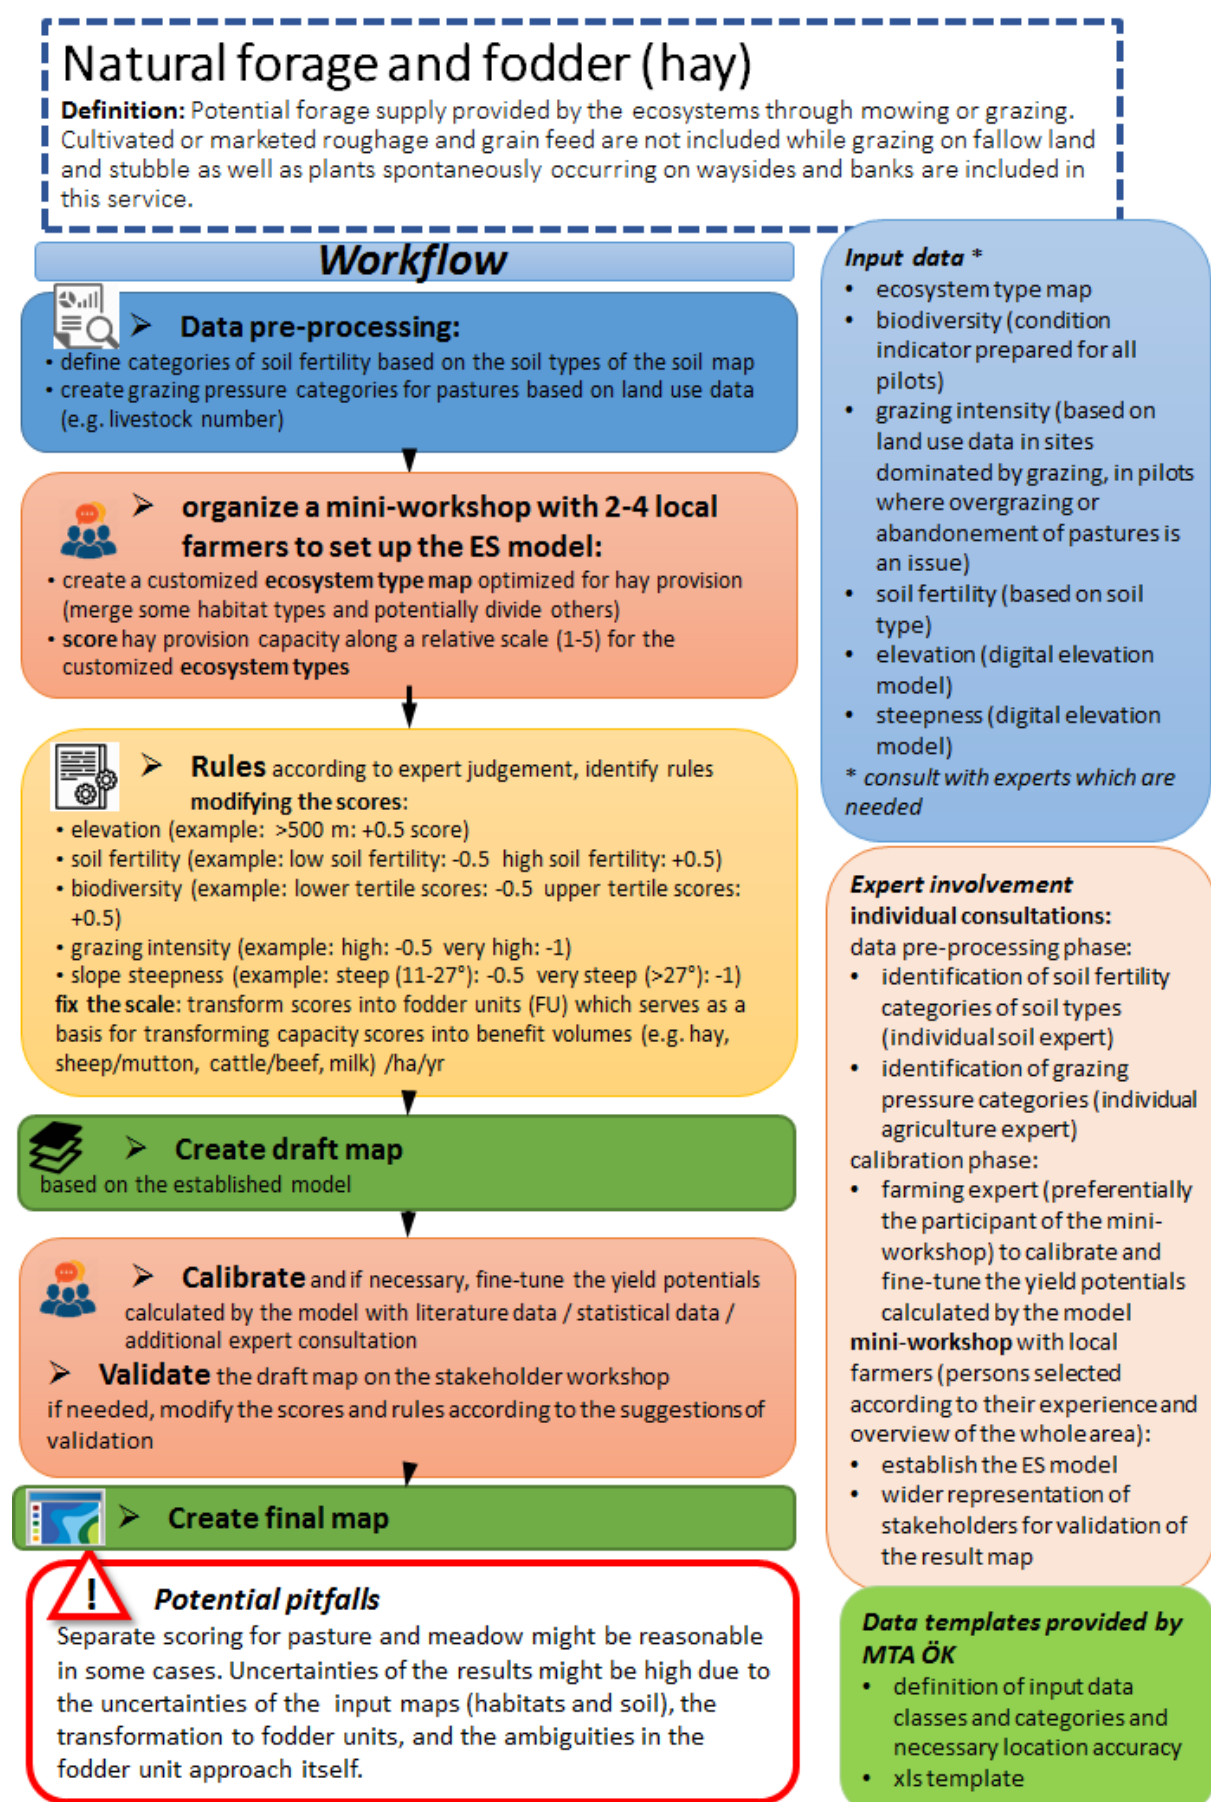 Natural forage and fodder (hay)
Definition: Potential forage supply provided by the ecosystems through mowing or grazing.
Cultivated or marketed roughage and grain feed are not included while grazing on fallow land
and stubble as well as plants spontaneously occurring on waysides and banks are included in
this service.
Workflow
➢ Data pre-processing:
• define categories of soil fertility based on the soil types of the soil map
• create grazing pressure categories for pastures based on land use data
(e.g. livestock number)
➢ organize a mini-workshop with 2-4 local
farmers to set up the ES model:
• create a customized ecosystem type map optimized for hay provision
(merge some habitat types and potentially divide others)
• score hay provision capacity along a relative scale (1-5) for the
customized ecosystem types
➢ Rules according to expert judgement, identify rules
modifying the scores:
• elevation (example: >500 m: +0.5 score)
• soil fertility (example: low soil fertility: -0.5 high soil fertility: +0.5)
• biodiversity (example: lower tertile scores: -0.5 upper tertile scores:
+0.5)
• grazing intensity (example: high: -0.5 very high: -1)
• slope steepness (example: steep (11-27°): -0.5 very steep (>27°): -1)
fix the scale: transform scores into fodder units (FU) which serves as a
basis for transforming capacity scores into benefit volumes (e.g. hay,
sheep/mutton, cattle/beef, milk) /ha/yr
➢ Create draft map
based on the established model
➢ Calibrate and if necessary, fine-tune the yield potentials
calculated by the model with literature data / statistical data /
additional expert consultation
➢ Validate the draft map on the stakeholder workshop
if needed, modify the scores and rules according to the suggestions of
validation
➢ Create final map
!
Potential pitfalls
Separate scoring for pasture and meadow might be reasonable
in some cases. Uncertainties of the results might be high due to
the uncertainties of the input maps (habitats and soil), the
transformation to fodder units, and the ambiguities in the
fodder unit approach itself.
Input data *
• ecosystem type map
• biodiversity (condition
indicator prepared for all
pilots)
• grazing intensity (based on
land use data in sites
dominated by grazing, in pilots
where overgrazing or
abandonement of pastures is
an issue)
• soil fertility (based on soil
type)
• elevation (digital elevation
model)
• steepness (digital elevation
model)
* consult with experts which are
needed
Expert involvement
individual consultations:
data pre-processing phase:
• identification of soil fertility
categories of soil types
(individual soil expert)
• identification of grazing
pressure categories (individual
agriculture expert)
calibration phase:
• farming expert (preferentially
the participant of the mini-
workshop) to calibrate and
fine-tune the yield potentials
calculated by the model
mini-workshop with local
farmers (persons selected
according to their experience and
overview of the whole area):
• establish the ES model
• wider representation of
stakeholders for validation of
the result map
Data templates provided by
MTA ÖK
• definition of input data
classes and categories and
necessary location accuracy
• xls template